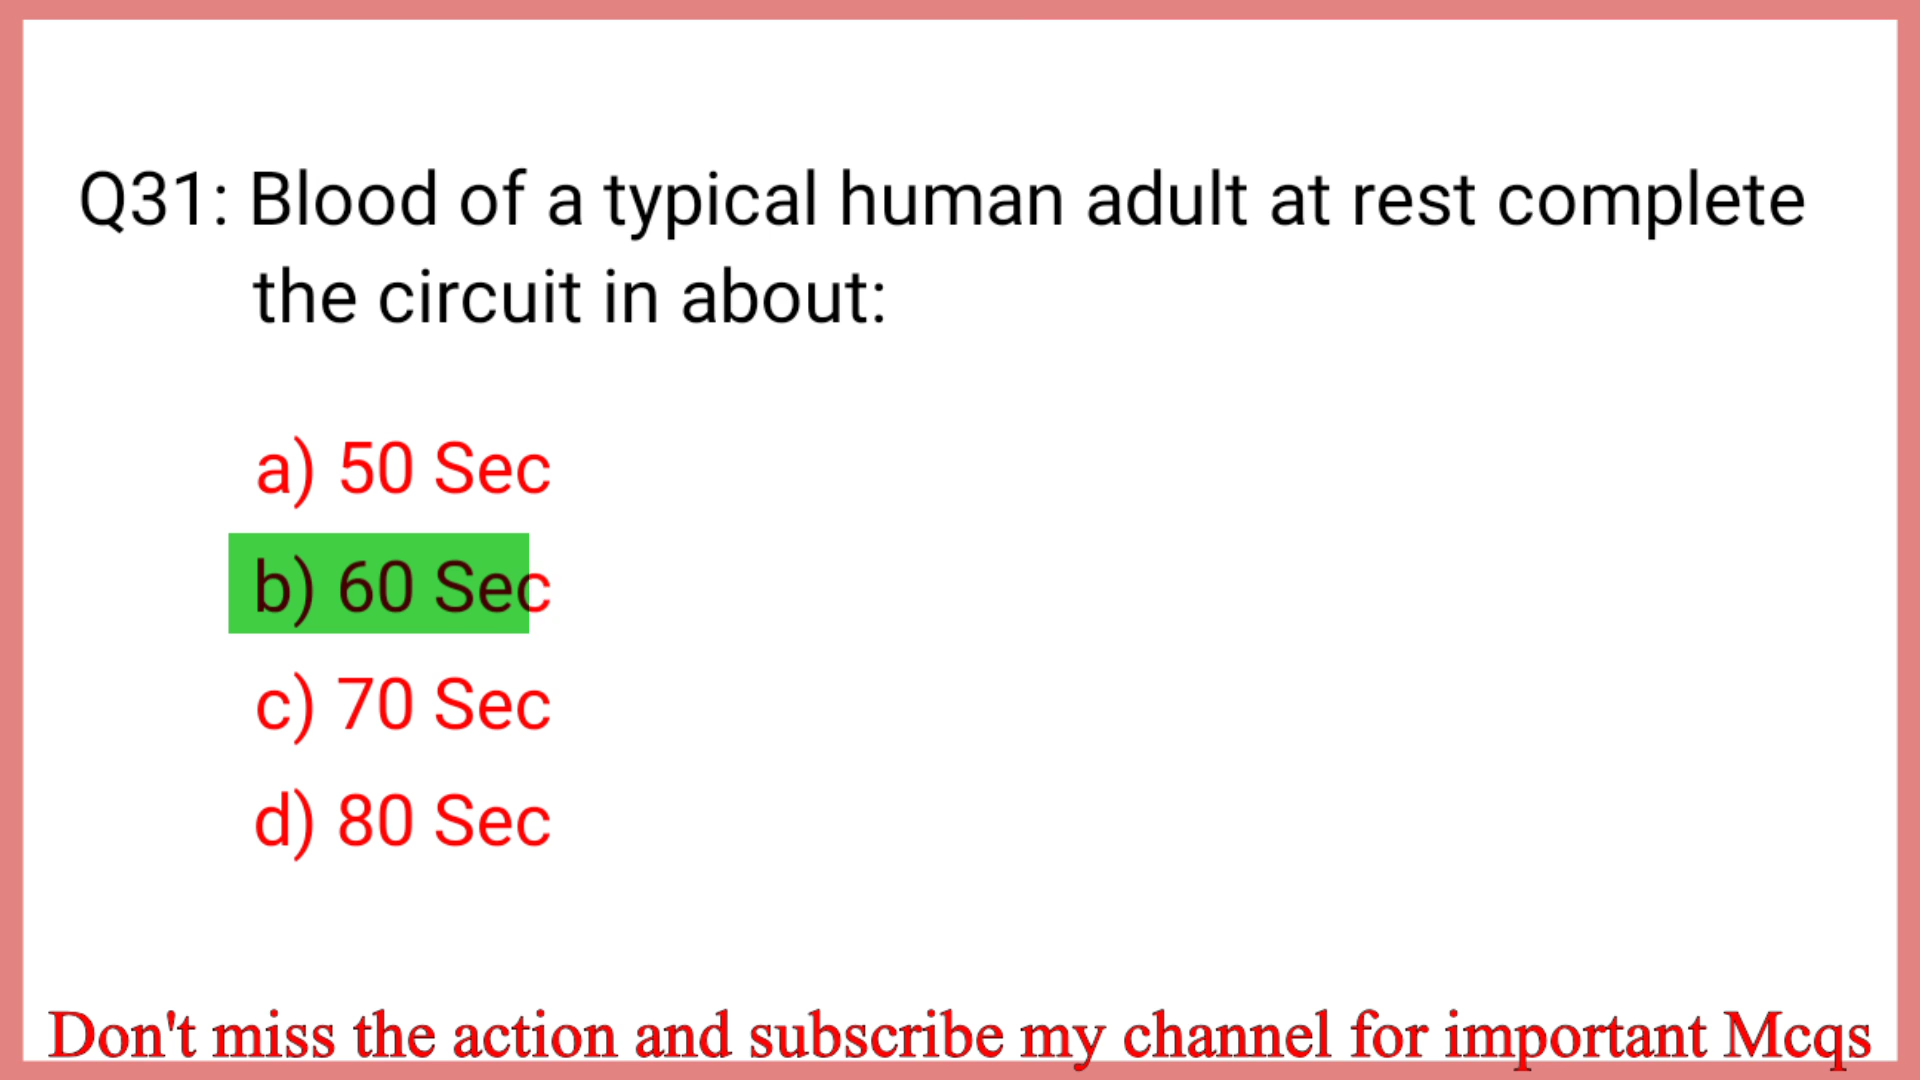 Q31: Blood of a typical human adult at rest complete
the circuit in about:
a) 50 Sec
b) 60 Sec
c) 70 Sec
d) 80 Sec
Don't miss the action and subscribe my channel for important Mcqs